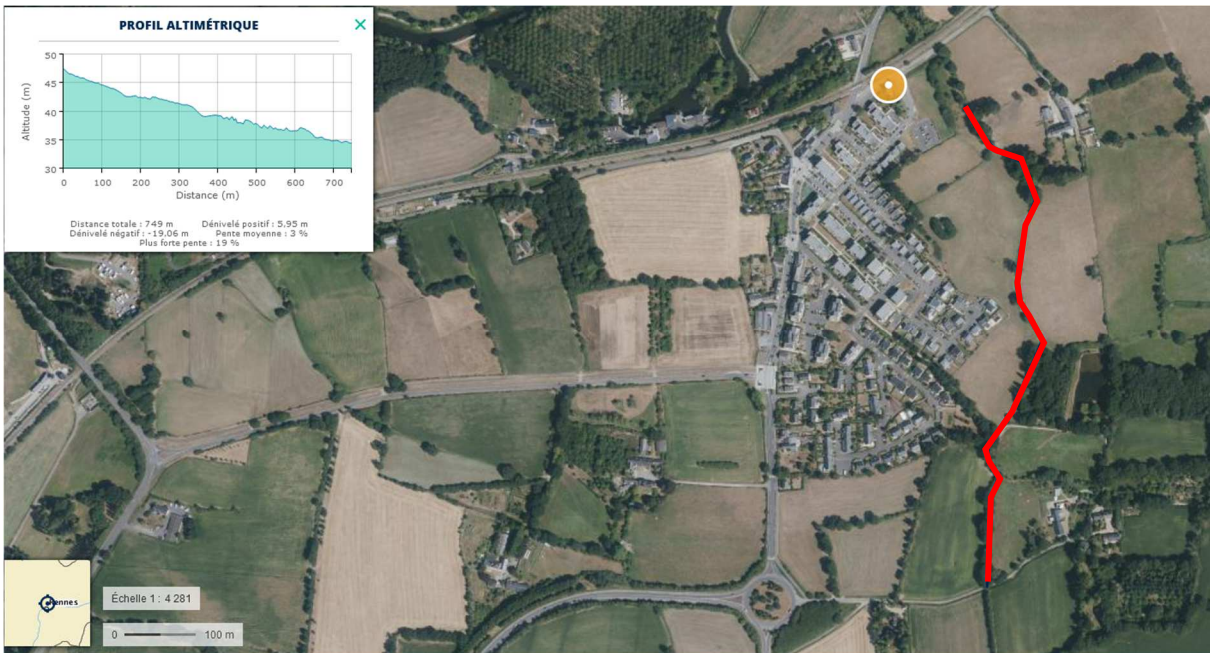 PROFIL ALTIMÉTRIQUE ✕
50
45
40
35
30
Altitude (m)
0 100 200 300 400 500 600 700
Distance (m)
Distance totale : 749 m Dénivelé positif : 5.95 m
Dénivelé négatif : -19.06 m Pente moyenne : 3 %
Plus forte pente : 19 %
Rennes
Échelle 1 : 4 281
0 100 m